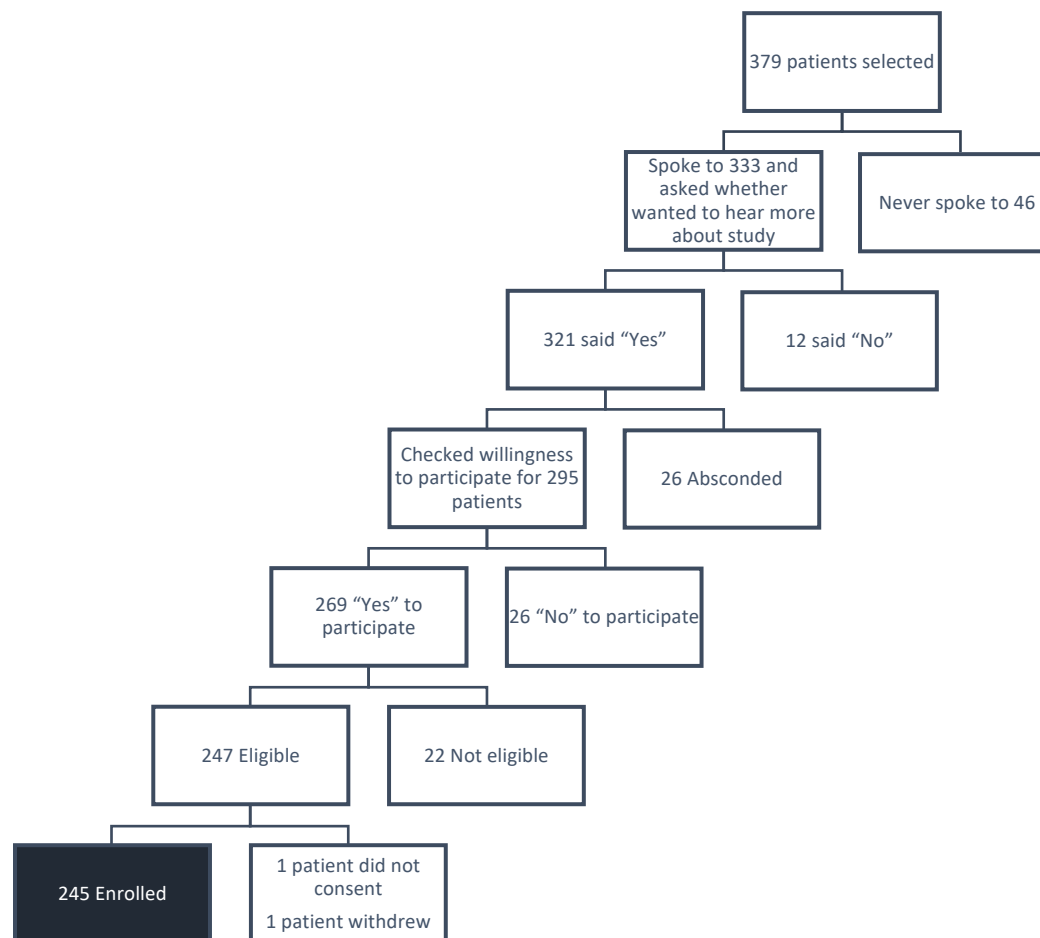 379 patients selected
Spoke to 333 and
asked whether
wanted to hear more
about study
Never spoke to 46
321 said “Yes”
12 said “No”
Checked willingness
to participate for 295
patients
26 Absconded
269 “Yes” to
participate
26 “No” to participate
247 Eligible
22 Not eligible
245 Enrolled
1 patient did not
consent
1 patient withdrew